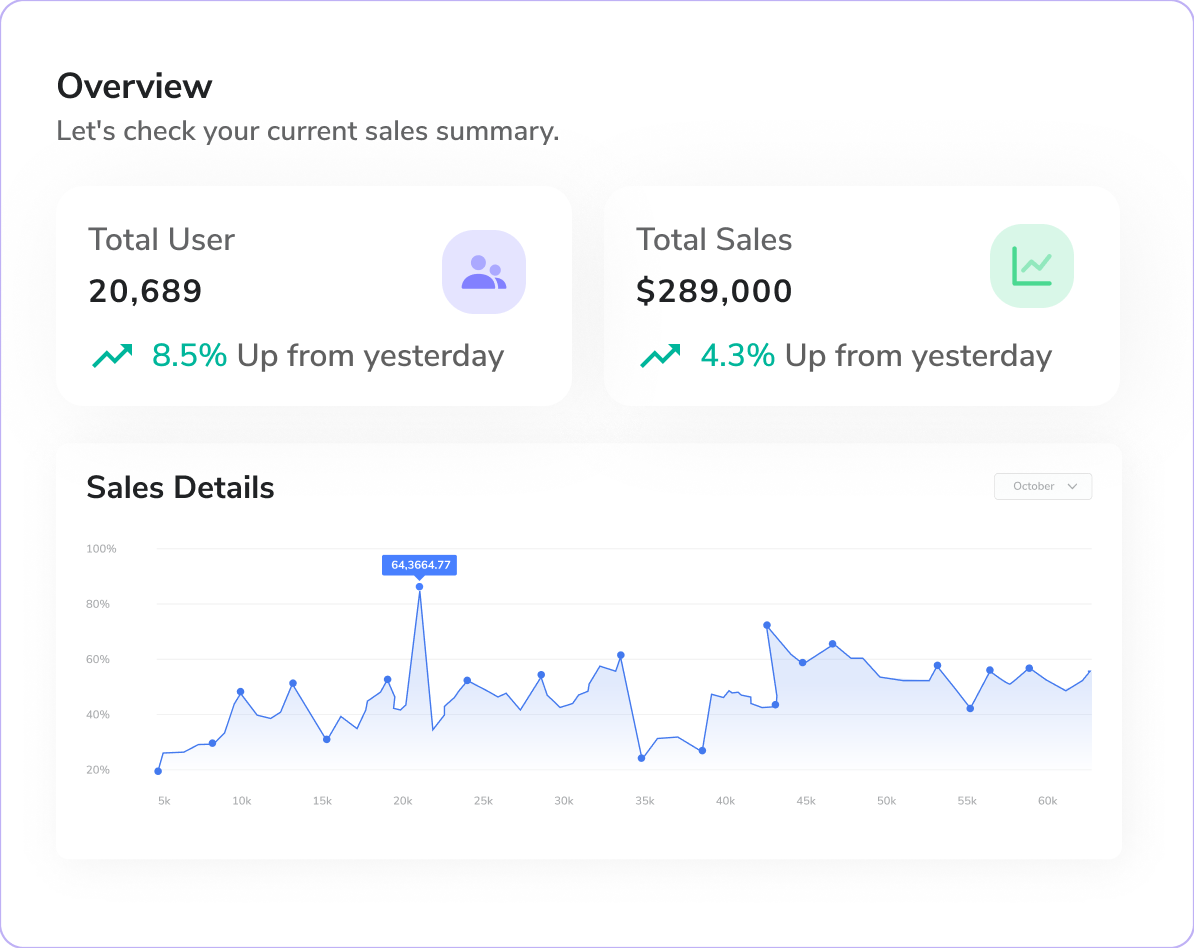 Overview
Let's check your current sales summary.
Total User
20,689
8.5% Up from yesterday
Total Sales
$289,000
4.3% Up from yesterday
Sales Details
October
100%
64,3664.77
80%
60%
40%
20%
5k 10k 15k 20k 25k 30k 35k 40k 45k 50k 55k 60k